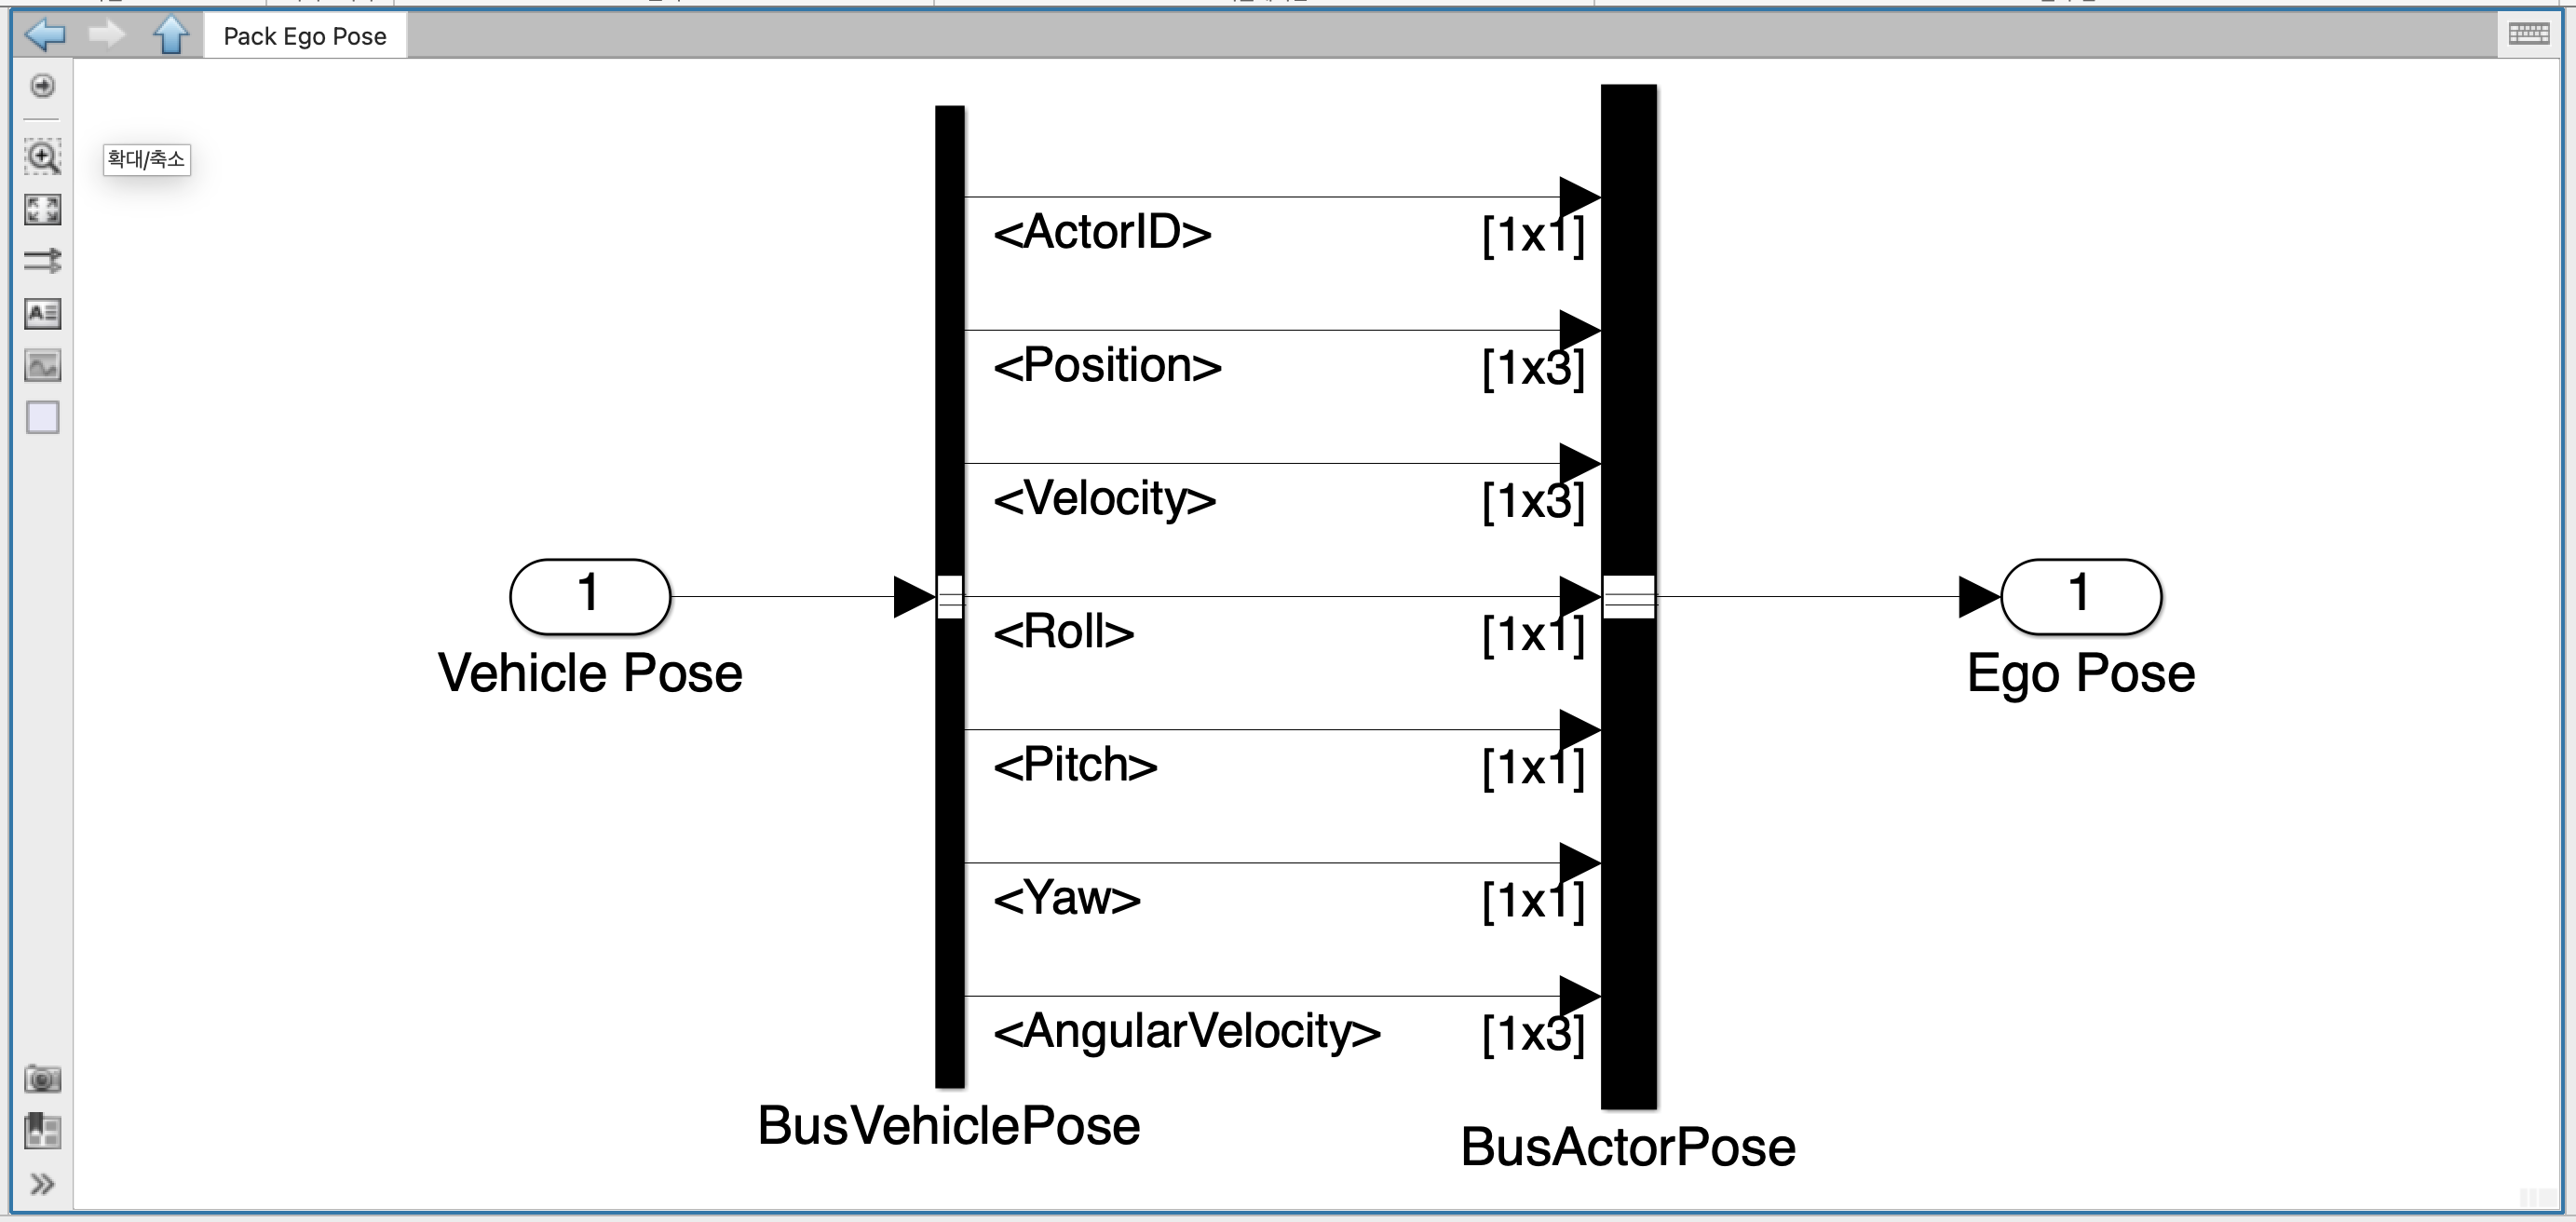 Pack Ego Pose
확대/축소
<ActorID>
[1x1]
<Position>
[1x3]
<Velocity>
[1x3]
1
Vehicle Pose
<Roll>
[1x1]
1
Ego Pose
<Pitch>
[1x1]
<Yaw>
[1x1]
<AngularVelocity>
[1x3]
BusVehiclePose
BusActorPose